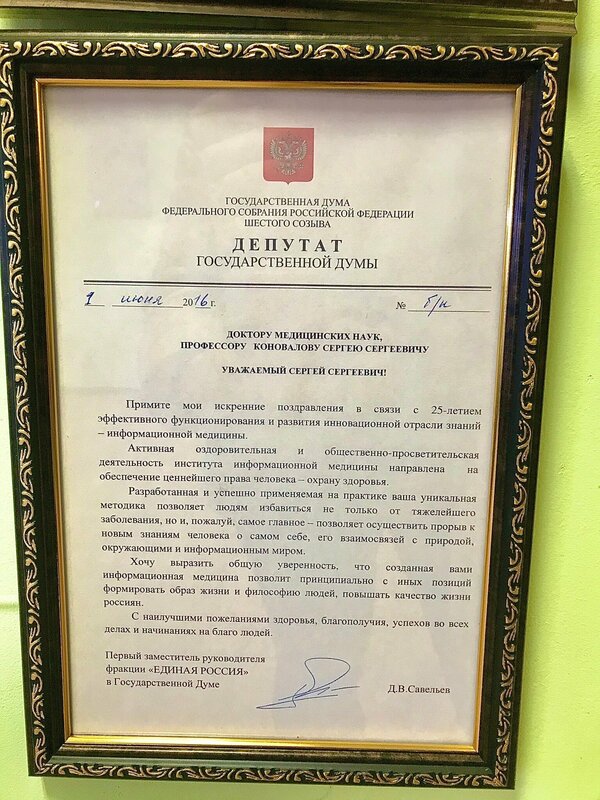 ГОСУДАРСТВЕННАЯ ДУМА
ФЕДЕРАЛЬНОГО СОБРАНИЯ РОССИЙСКОЙ ФЕДЕРАЦИИ
ШЕСТОГО СОЗЫВА
ДЕПУТАТ
ГОСУДАРСТВЕННОЙ ДУМЫ
1 июня 2016 г. № б/н
ДОКТОРУ МЕДИЦИНСКИХ НАУК,
ПРОФЕССОРУ КОНОВАЛОВУ СЕРГЕЮ СЕРГЕЕВИЧУ
УВАЖАЕМЫЙ СЕРГЕЙ СЕРГЕЕВИЧ!
Примите мои искренние поздравления в связи с 25-летием
эффективного функционирования и развития инновационной отрасли знаний
– информационной медицины.
Активная оздоровительная и общественно-просветительская
деятельность института информационной медицины направлена на
обеспечение ценнейшего права человека – охрану здоровья.
Разработанная и успешно применяемая на практике ваша уникальная
методика позволяет людям избавиться не только от тяжелейшего
заболевания, но и, пожалуй, самое главное – позволяет осуществить прорыв к
новым знаниям человека о самом себе, его взаимосвязей с природой,
окружающими и информационным миром.
Хочу выразить общую уверенность, что созданная вами
информационная медицина позволит принципиально с иных позиций
формировать образ жизни и философию людей, повышать качество жизни
россиян.
С наилучшими пожеланиями здоровья, благополучия, успехов во всех
делах и начинаниях на благо людей.
Первый заместитель руководителя
фракции «ЕДИНАЯ РОССИЯ»
в Государственной Думе Д.В.Савельев